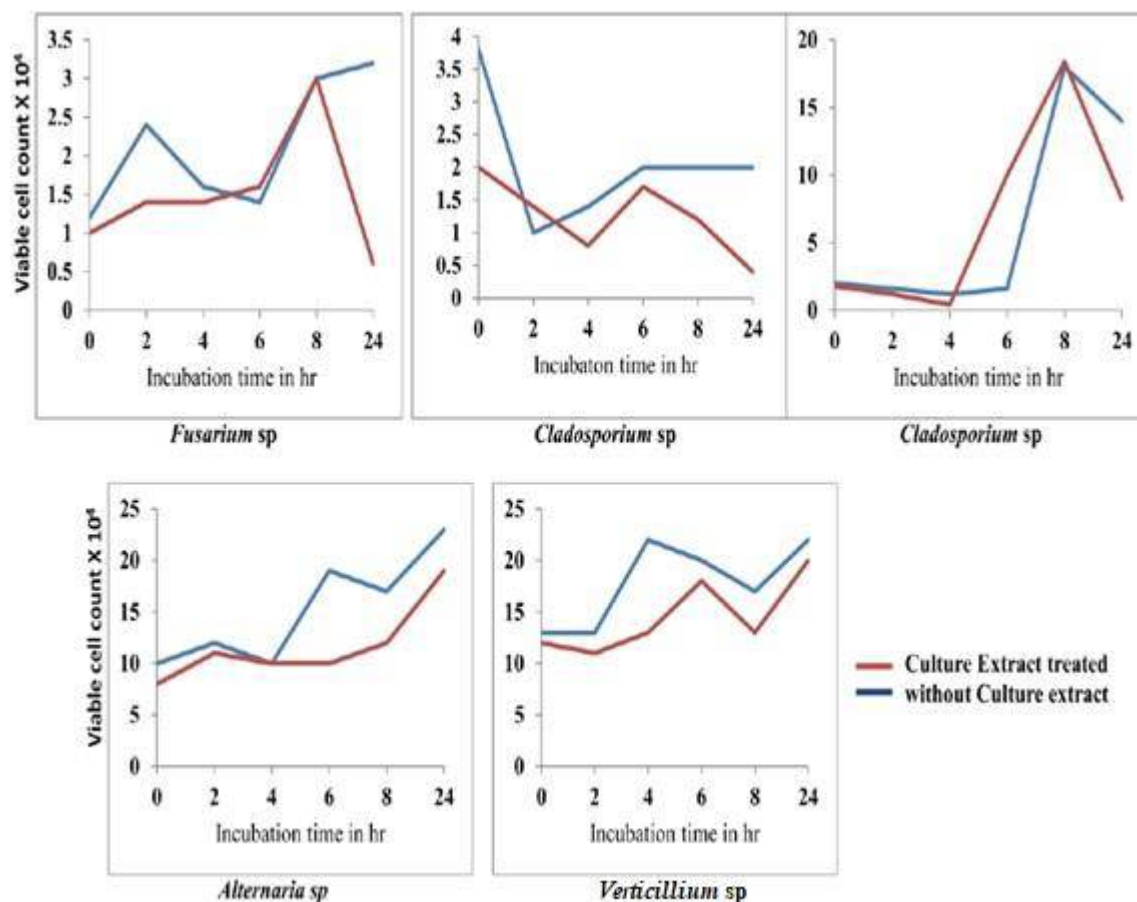 Viable cell count X 10⁴
3.5
3
2.5
2
1.5
1
0.5
0
0 2 4 6 8 24
Incubation time in hr
Fusarium sp
4
3.5
3
2.5
2
1.5
1
0.5
0
0 2 4 6 8 24
Incubaton time in hr
Cladosporium sp
20
15
10
5
0
0 2 4 6 8 24
Incubation time in hr
Cladosporium sp
Viable cell count X 10⁴
25
20
15
10
5
0
0 2 4 6 8 24
Incubation time in hr
Alternaria sp
25
20
15
10
5
0
0 2 4 6 8 24
Incubation time in hr
Verticillium sp
Culture Extract treated
without Culture extract